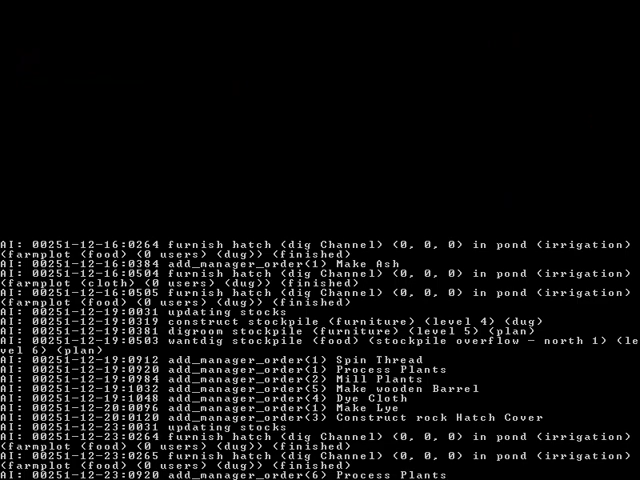 AI: 00251-12-16:0264 furnish hatch (dig Channel) (0, 0, 0) in pond (irrigation)
(farmplot (food) (0 users) (dug)) (finished)
AI: 00251-12-16:0384 add_manager_order(1) Make Ash
AI: 00251-12-16:0504 furnish hatch (dig Channel) (0, 0, 0) in pond (irrigation)
(farmplot (cloth) (0 users) (dug)) (finished)
AI: 00251-12-16:0505 furnish hatch (dig Channel) (0, 0, 0) in pond (irrigation)
(farmplot (food) (0 users) (dug)) (finished)
AI: 00251-12-19:0031 updating stocks
AI: 00251-12-19:0319 construct stockpile (furniture) (level 4) (dug)
AI: 00251-12-19:0381 digroom stockpile (furniture) (level 5) (plan)
AI: 00251-12-19:0503 wantdig stockpile (food) (stockpile overflow - north 1) (le
vel 6) (plan)
AI: 00251-12-19:0912 add_manager_order(1) Spin Thread
AI: 00251-12-19:0920 add_manager_order(1) Process Plants
AI: 00251-12-19:0984 add_manager_order(2) Mill Plants
AI: 00251-12-19:1032 add_manager_order(5) Make wooden Barrel
AI: 00251-12-19:1048 add_manager_order(4) Dye Cloth
AI: 00251-12-20:0096 add_manager_order(1) Make Lye
AI: 00251-12-20:0120 add_manager_order(3) Construct rock Hatch Cover
AI: 00251-12-23:0031 updating stocks
AI: 00251-12-23:0264 furnish hatch (dig Channel) (0, 0, 0) in pond (irrigation)
(farmplot (food) (0 users) (dug)) (finished)
AI: 00251-12-23:0265 furnish hatch (dig Channel) (0, 0, 0) in pond (irrigation)
(farmplot (food) (0 users) (dug)) (finished)
AI: 00251-12-23:0920 add_manager_order(6) Process Plants